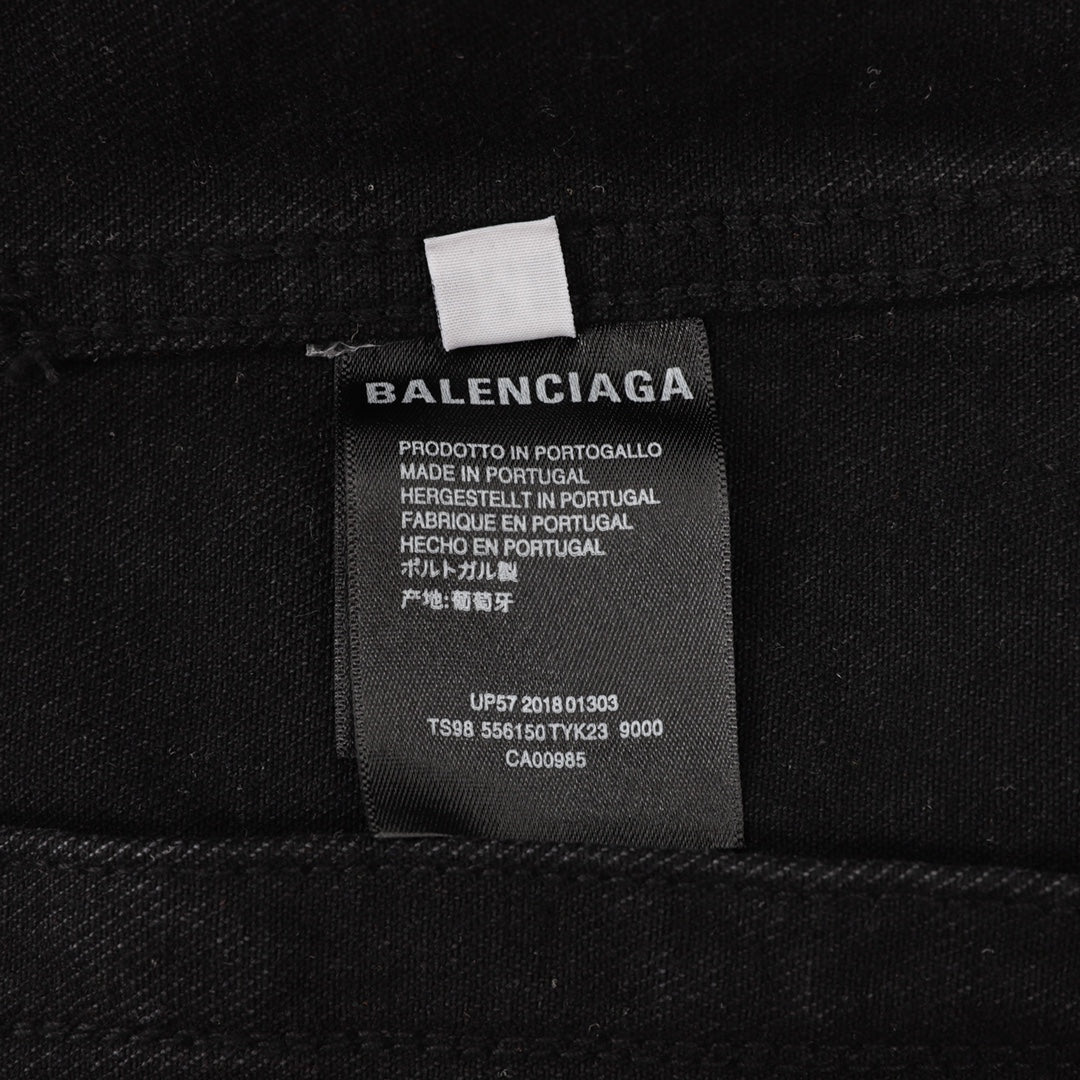 BALENCIAGA
PRODOTTO IN PORTOGALLO
MADE IN PORTUGAL
HERGESTELLT IN PORTUGAL
FABRIQUE EN PORTUGAL
HECHO EN PORTUGAL
ポルトガル製
产地:葡萄牙
UP57 2018 01303
TS98 556150 TYK23 9000
CA00985